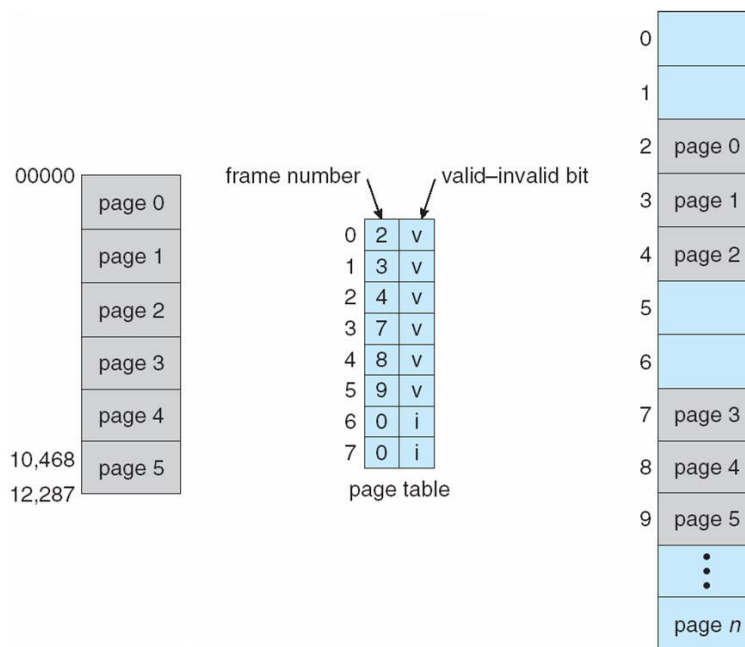 00000
page 0
page 1
page 2
page 3
page 4
10,468
page 5
12,287
frame number
valid–invalid bit
0 2 v
1 3 v
2 4 v
3 7 v
4 8 v
5 9 v
6 0 i
7 0 i
page table
0
1
2 page 0
3 page 1
4 page 2
5
6
7 page 3
8 page 4
9 page 5
page n